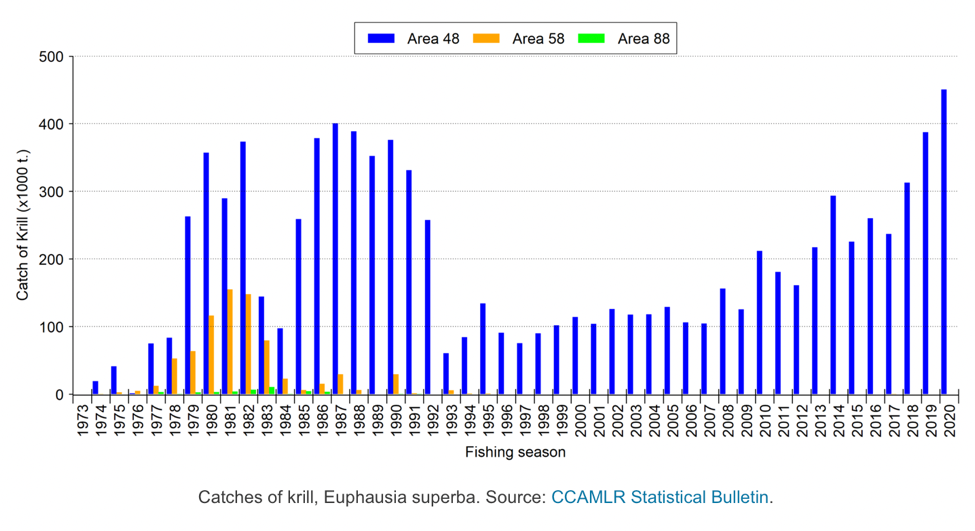 Area 48 Area 58 Area 88
500
400
300
200
100
0
Catch of Krill (x1000 t.)
1973 1974 1975 1976 1977 1978 1979 1980 1981 1982 1983 1984 1985 1986 1987 1988 1989 1990 1991 1992 1993 1994 1995 1996 1997 1998 1999 2000 2001 2002 2003 2004 2005 2006 2007 2008 2009 2010 2011 2012 2013 2014 2015 2016 2017 2018 2019 2020
Fishing season
Catches of krill, Euphausia superba. Source: CCAMLR Statistical Bulletin.